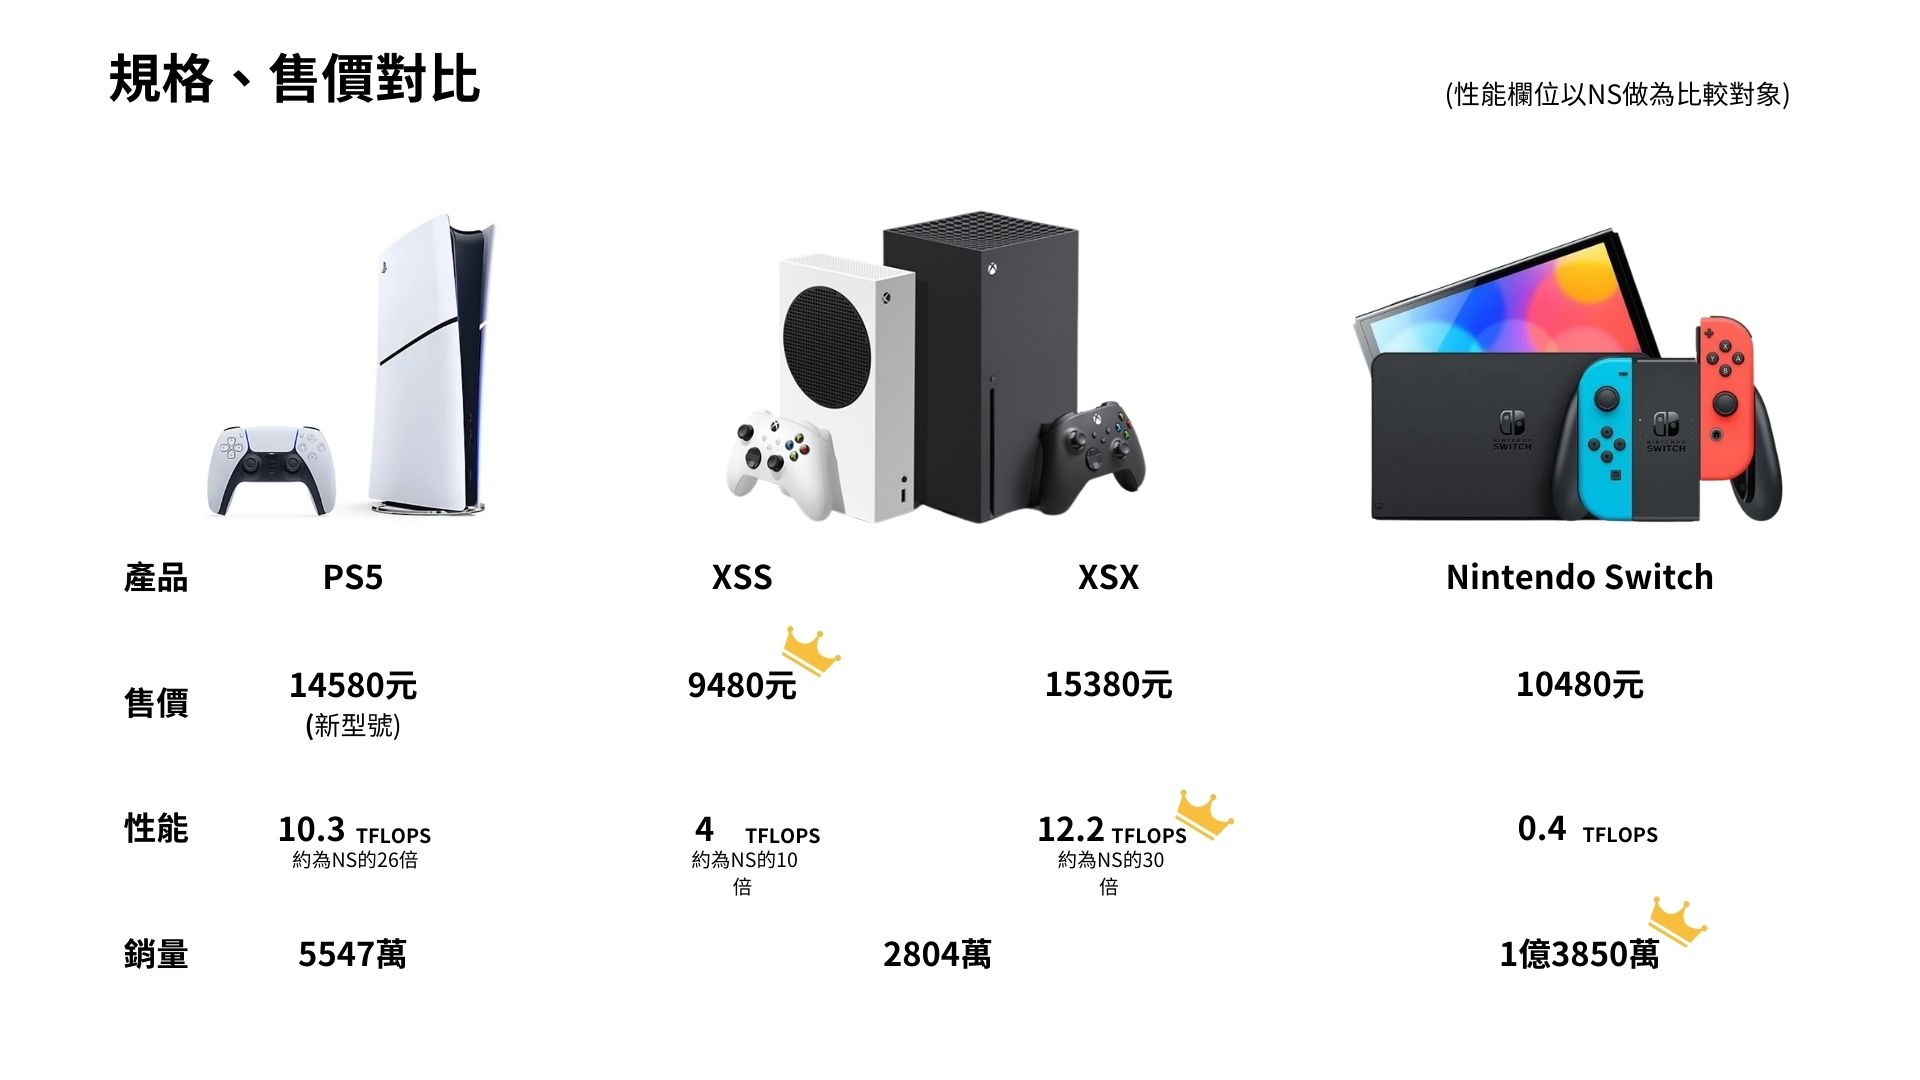 規格、售價對比
(性能欄位以NS做為比較對象)
NINTENDO
SWITCH
NINTENDO
SWITCH
產品 PS5 XSS XSX Nintendo Switch
售價 14580元 9480元 15380元 10480元
(新型號)
性能 10.3 TFLOPS 4 TFLOPS 12.2 TFLOPS 0.4 TFLOPS
約為NS的26倍 約為NS的10 約為NS的30
倍 倍
銷量 5547萬 2804萬 1億3850萬